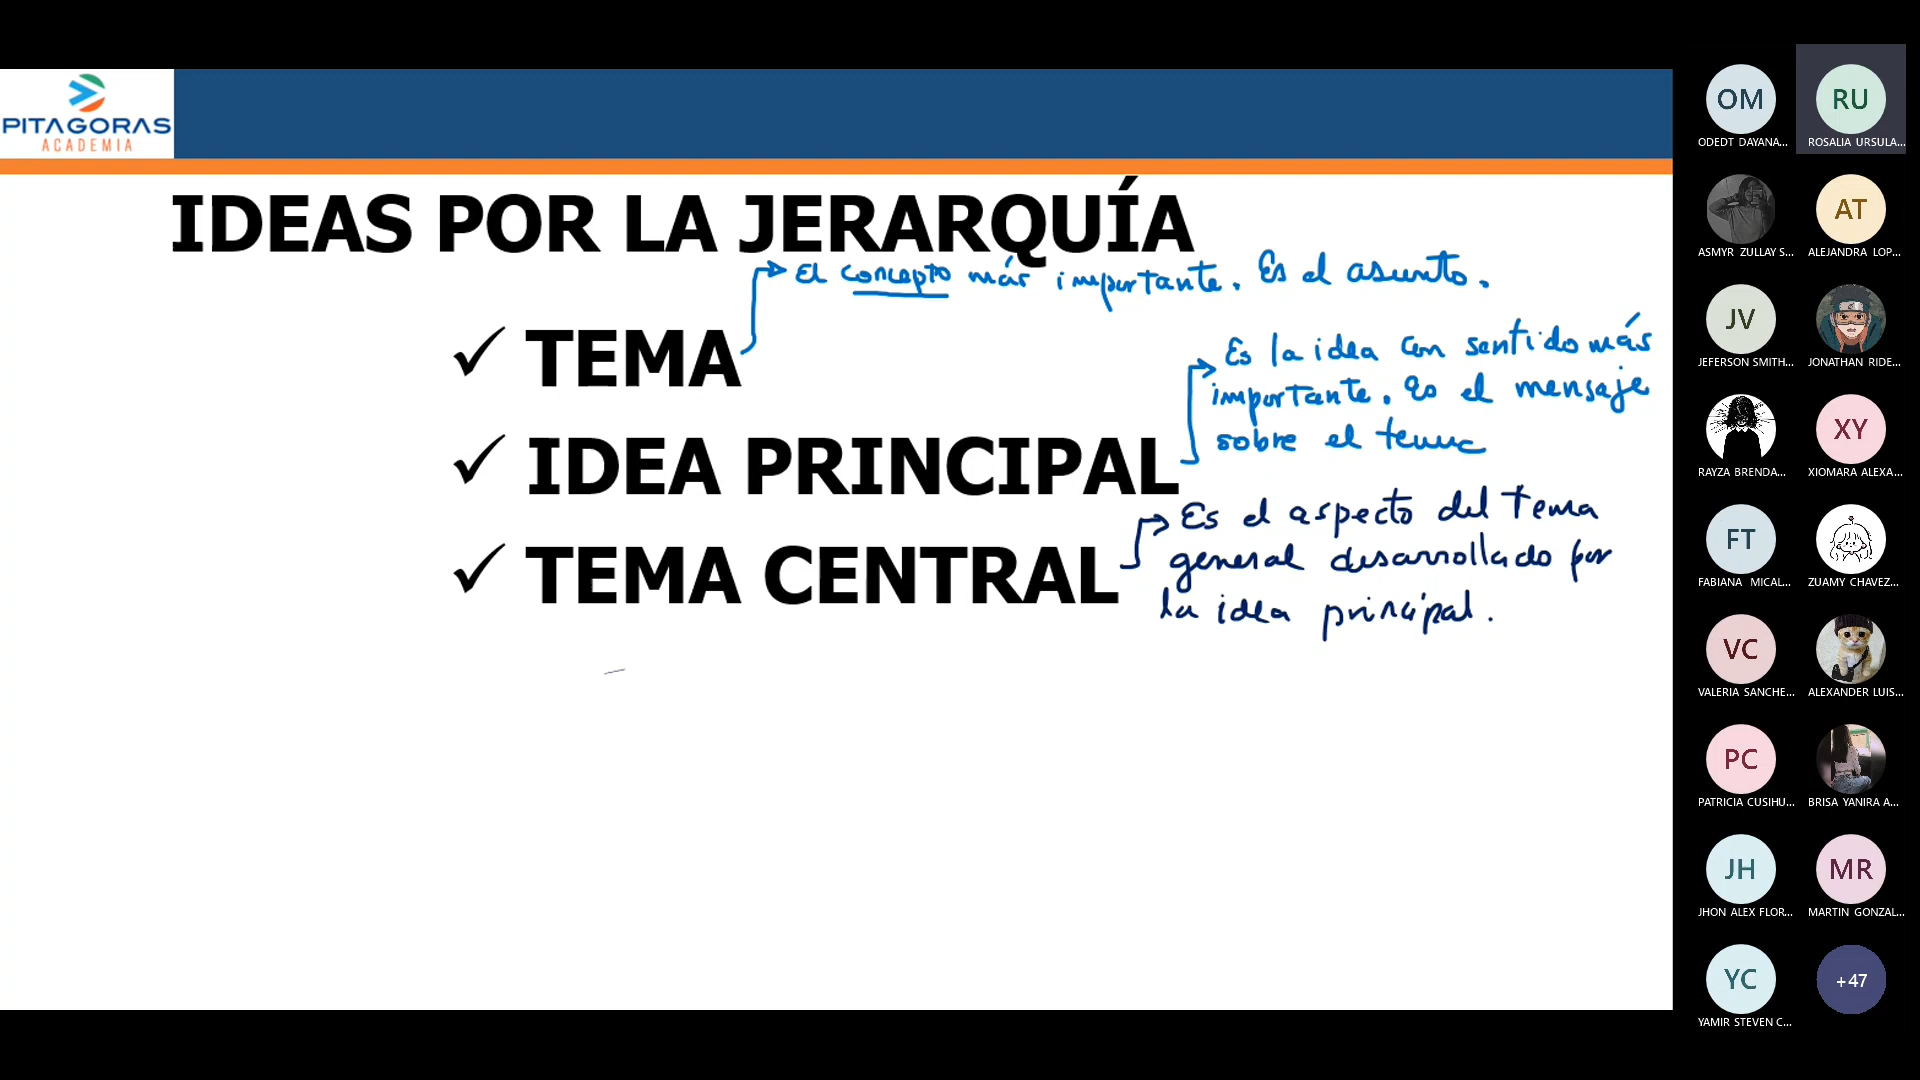 PITAGORAS
ACADEMIA
IDEAS POR LA JERARQUÍA
El concepto más importante. Es el asunto.
✓ TEMA
Es la idea con sentido más
importante. Es el mensaje
sobre el tema
✓ IDEA PRINCIPAL
Es el aspecto del tema
general desarrollado por
la idea principal.
✓ TEMA CENTRAL
OM
ODEDT DAYANA...
RU
ROSALIA URSULA...
ASMYR ZULLAY S...
AT
ALEJANDRA LOP...
JV
JEFERSON SMITH...
JONATHAN RIDE...
RAYZA BRENDA...
XY
XIOMARA ALEXA...
FT
FABIANA MICAL...
ZUAMY CHAVEZ...
VC
VALERIA SANCHE...
ALEXANDER LUIS...
PC
PATRICIA CUSIHU...
BRISA YANIRA A...
JH
JHON ALEX FLOR...
MR
MARTIN GONZAL...
YC
YAMIR STEVEN C...
+47